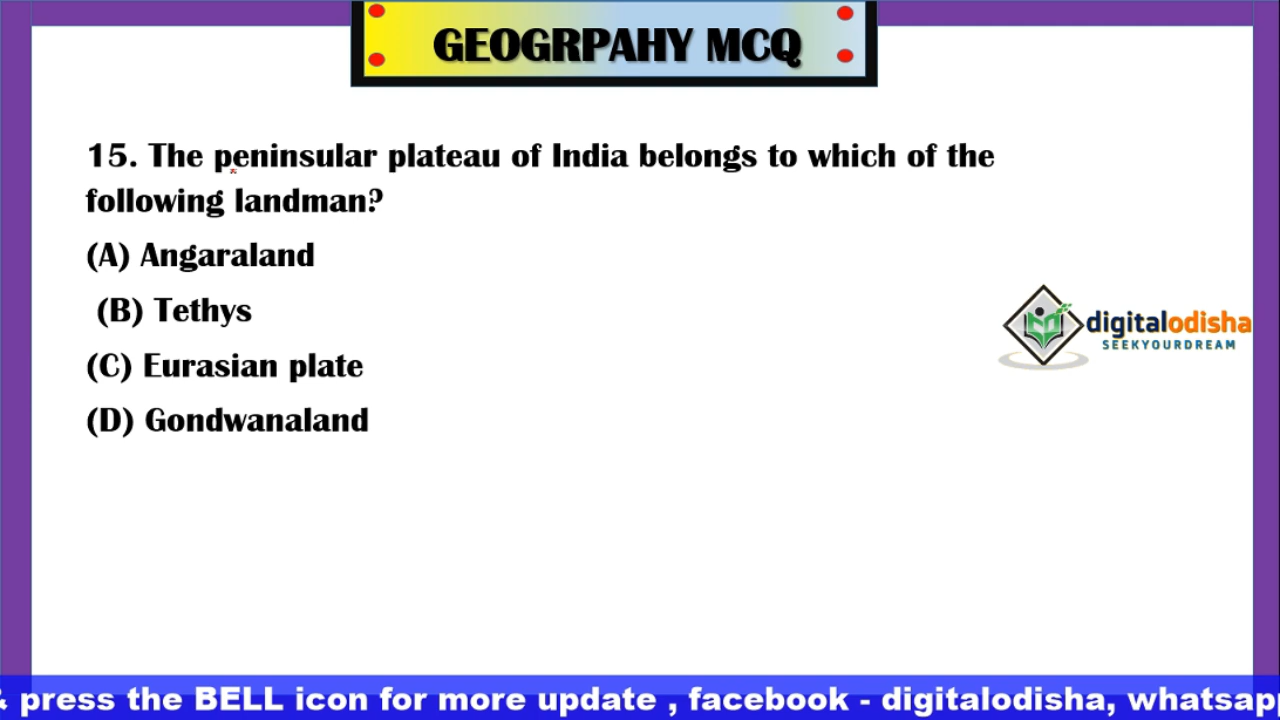 GEOGRPAHY MCQ
15. The peninsular plateau of India belongs to which of the
following landman?
(A) Angaraland
(B) Tethys
(C) Eurasian plate
(D) Gondwanaland
digitalodisha
SEEKYOURDREAM
& press the BELL icon for more update , facebook - digitalodisha, whatsapp